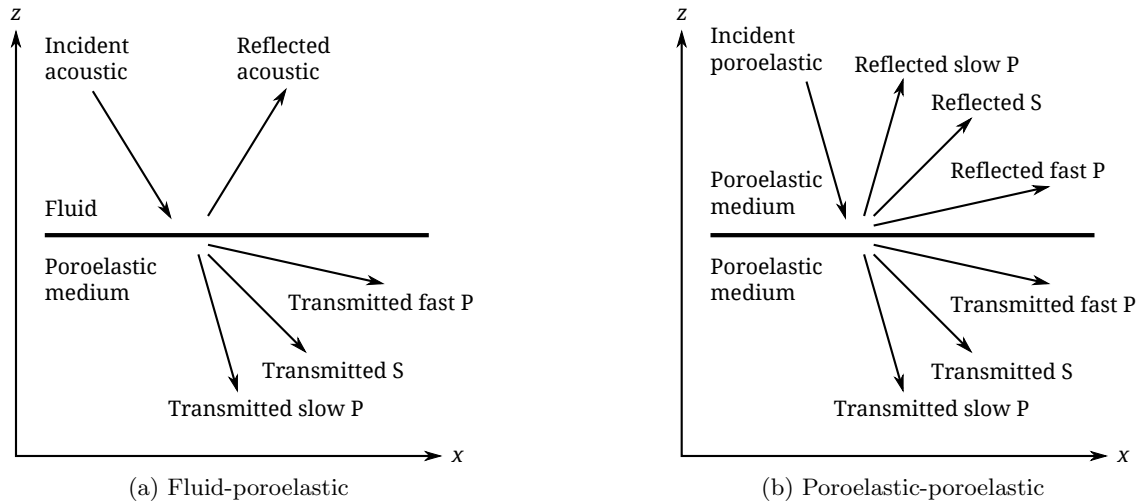 z
Incident
acoustic
Reflected
acoustic
Fluid
Poroelastic
medium
Transmitted fast P
Transmitted S
Transmitted slow P
x
(a) Fluid-poroelastic
z
Incident
poroelastic
Reflected slow P
Reflected S
Reflected fast P
Poroelastic
medium
Poroelastic
medium
Transmitted fast P
Transmitted S
Transmitted slow P
x
(b) Poroelastic-poroelastic